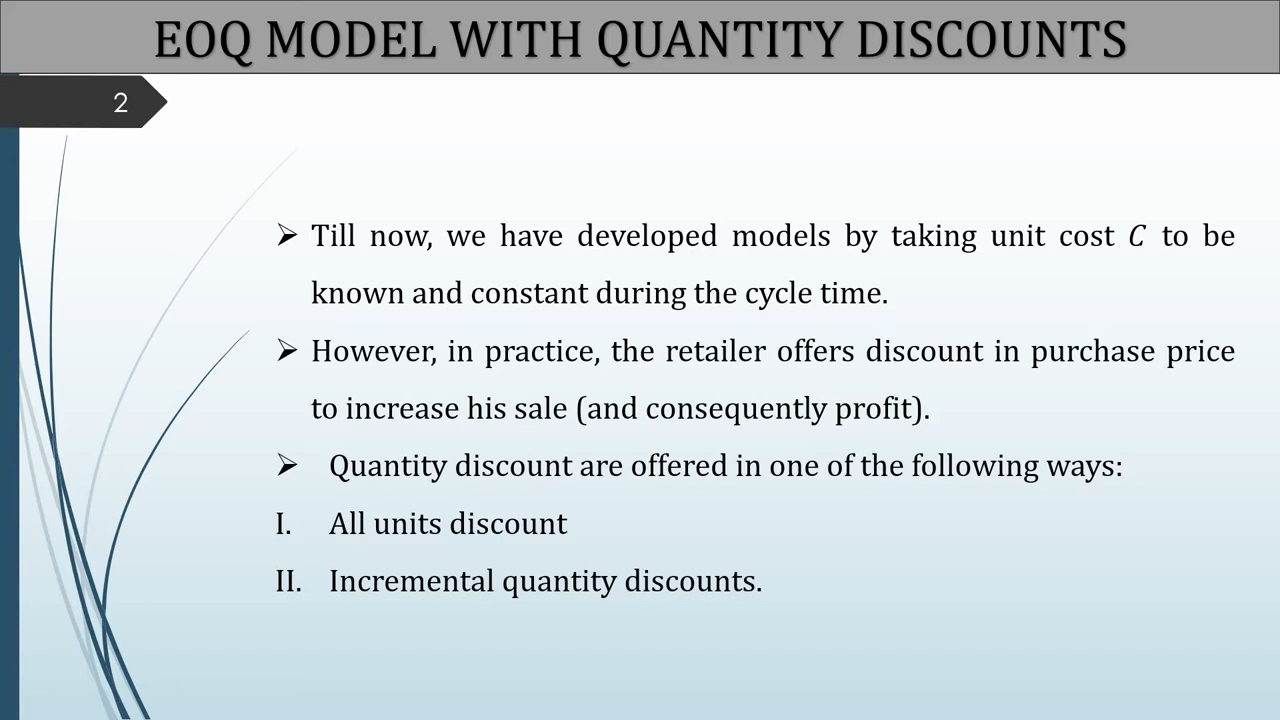 EOQ MODEL WITH QUANTITY DISCOUNTS
2
➢ Till now, we have developed models by taking unit cost C to be
known and constant during the cycle time.
➢ However, in practice, the retailer offers discount in purchase price
to increase his sale (and consequently profit).
➢ Quantity discount are offered in one of the following ways:
I. All units discount
II. Incremental quantity discounts.